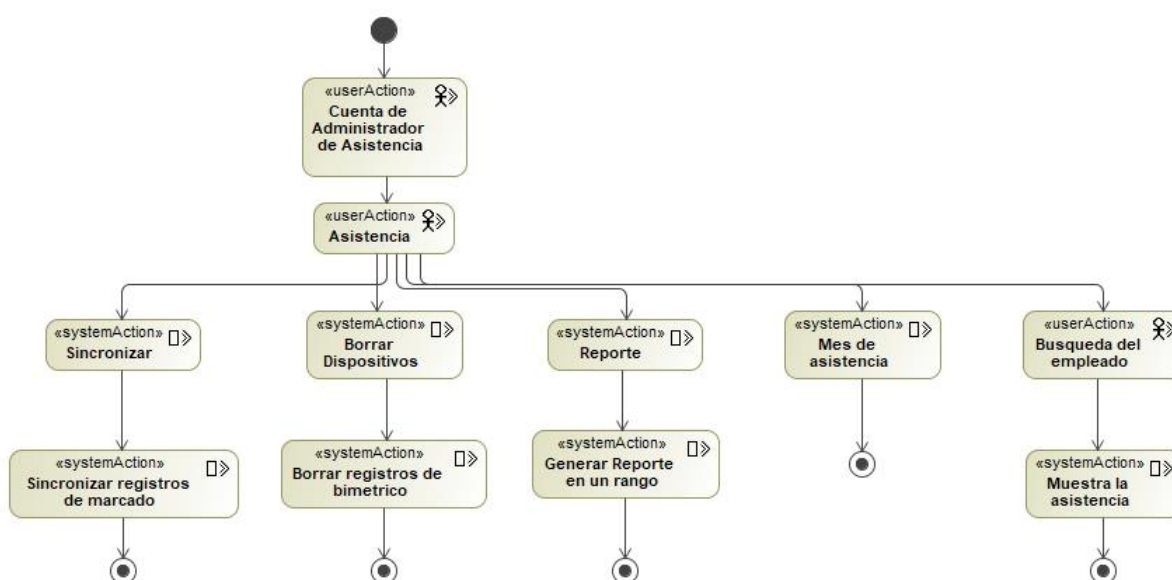 «userAction»
Cuenta de
Administrador
de Asistencia
«userAction»
Asistencia
«systemAction»
Sincronizar
«systemAction»
Borrar
Dispositivos
«systemAction»
Reporte
«systemAction»
Mes de
asistencia
«userAction»
Busqueda del
empleado
«systemAction»
Sincronizar registros
de marcado
«systemAction»
Borrar registros de
bimetrico
«systemAction»
Generar Reporte
en un rango
«systemAction»
Muestra la
asistencia